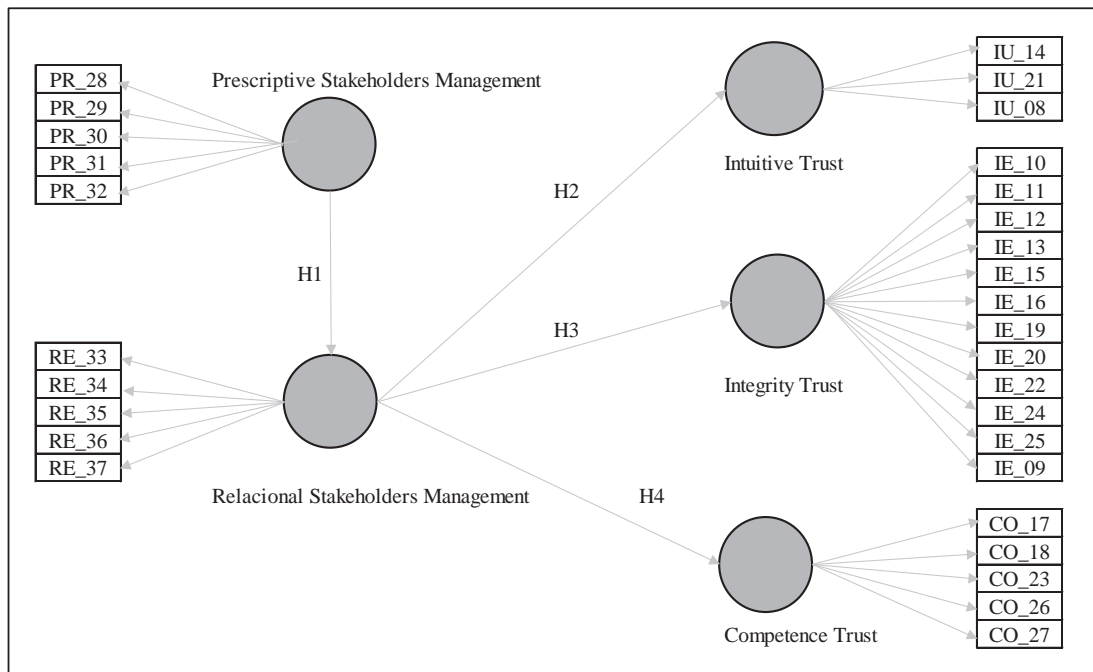 Prescriptive Stakeholders Management
PR_28
PR_29
PR_30
PR_31
PR_32
H1
RE_33
RE_34
RE_35
RE_36
RE_37
Relacional Stakeholders Management
H2
H3
H4
Intuitive Trust
IU_14
IU_21
IU_08
Integrity Trust
IE_10
IE_11
IE_12
IE_13
IE_15
IE_16
IE_19
IE_20
IE_22
IE_24
IE_25
IE_09
Competence Trust
CO_17
CO_18
CO_23
CO_26
CO_27